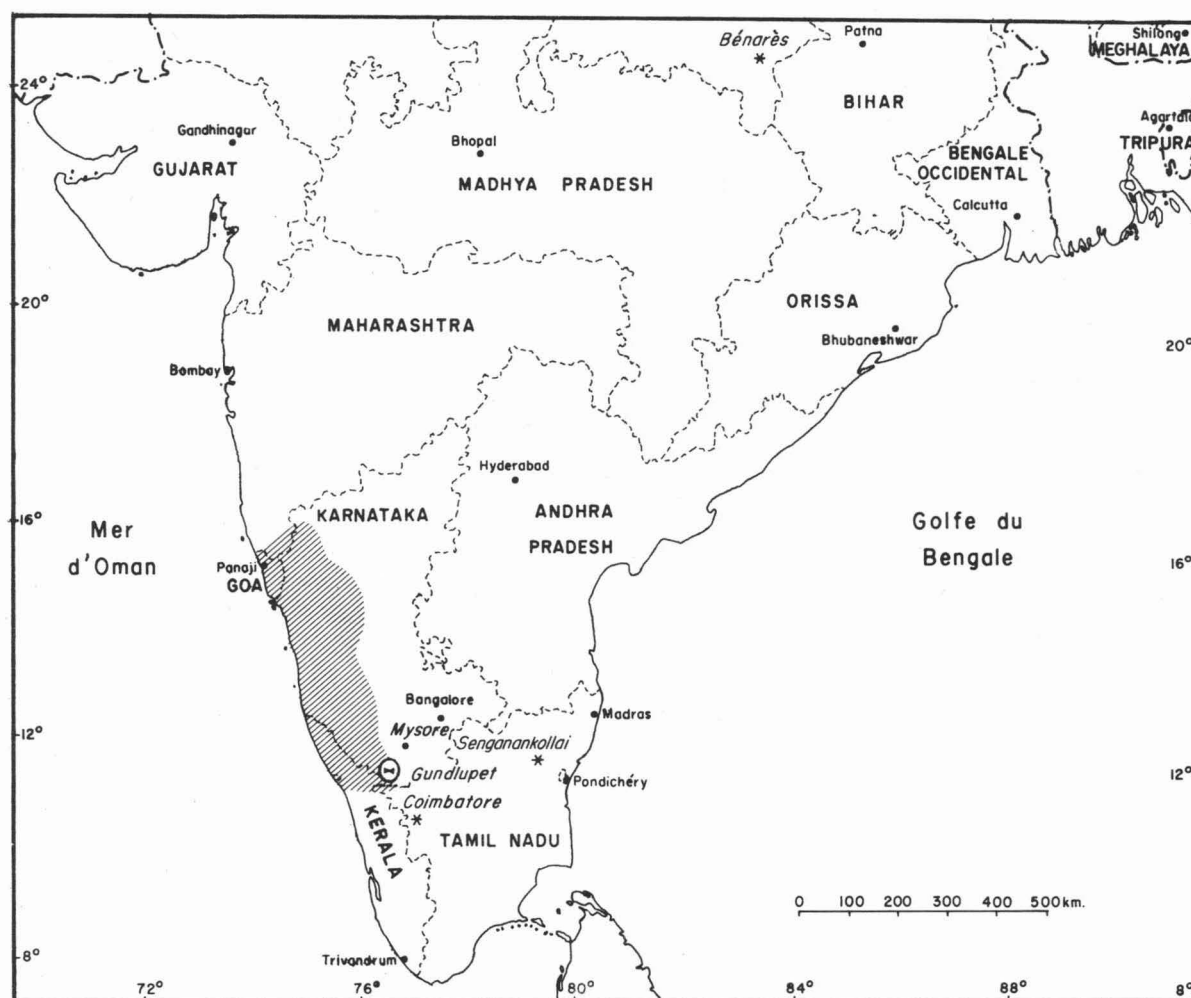 Bénarès
Patna
Shilong
MEGHALAYA
24°
BIHAR
Gandhinagar
Bhopal
Agartala
GUJARAT
MADHYA PRADESH
BENGALE
OCCIDENTAL
TRIPURA
Calcutta
20°
MAHARASHTRA
ORISSA
Bhubaneshwar
20°
Bombay
Hyderabad
16°
KARNATAKA
ANDHRA
PRADESH
Mer
d'Oman
Golfe du
Bengale
Panaji
GOA
16°
Bangalore
Madras
12°
Mysore
Senganankollai
I
Gundlupet
Pondichéry
12°
Coimbatore
KERALA
TAMIL NADU
0 100 200 300 400 500 km.
8°
Trivandrum
72° 76° 80° 84° 88° 8°